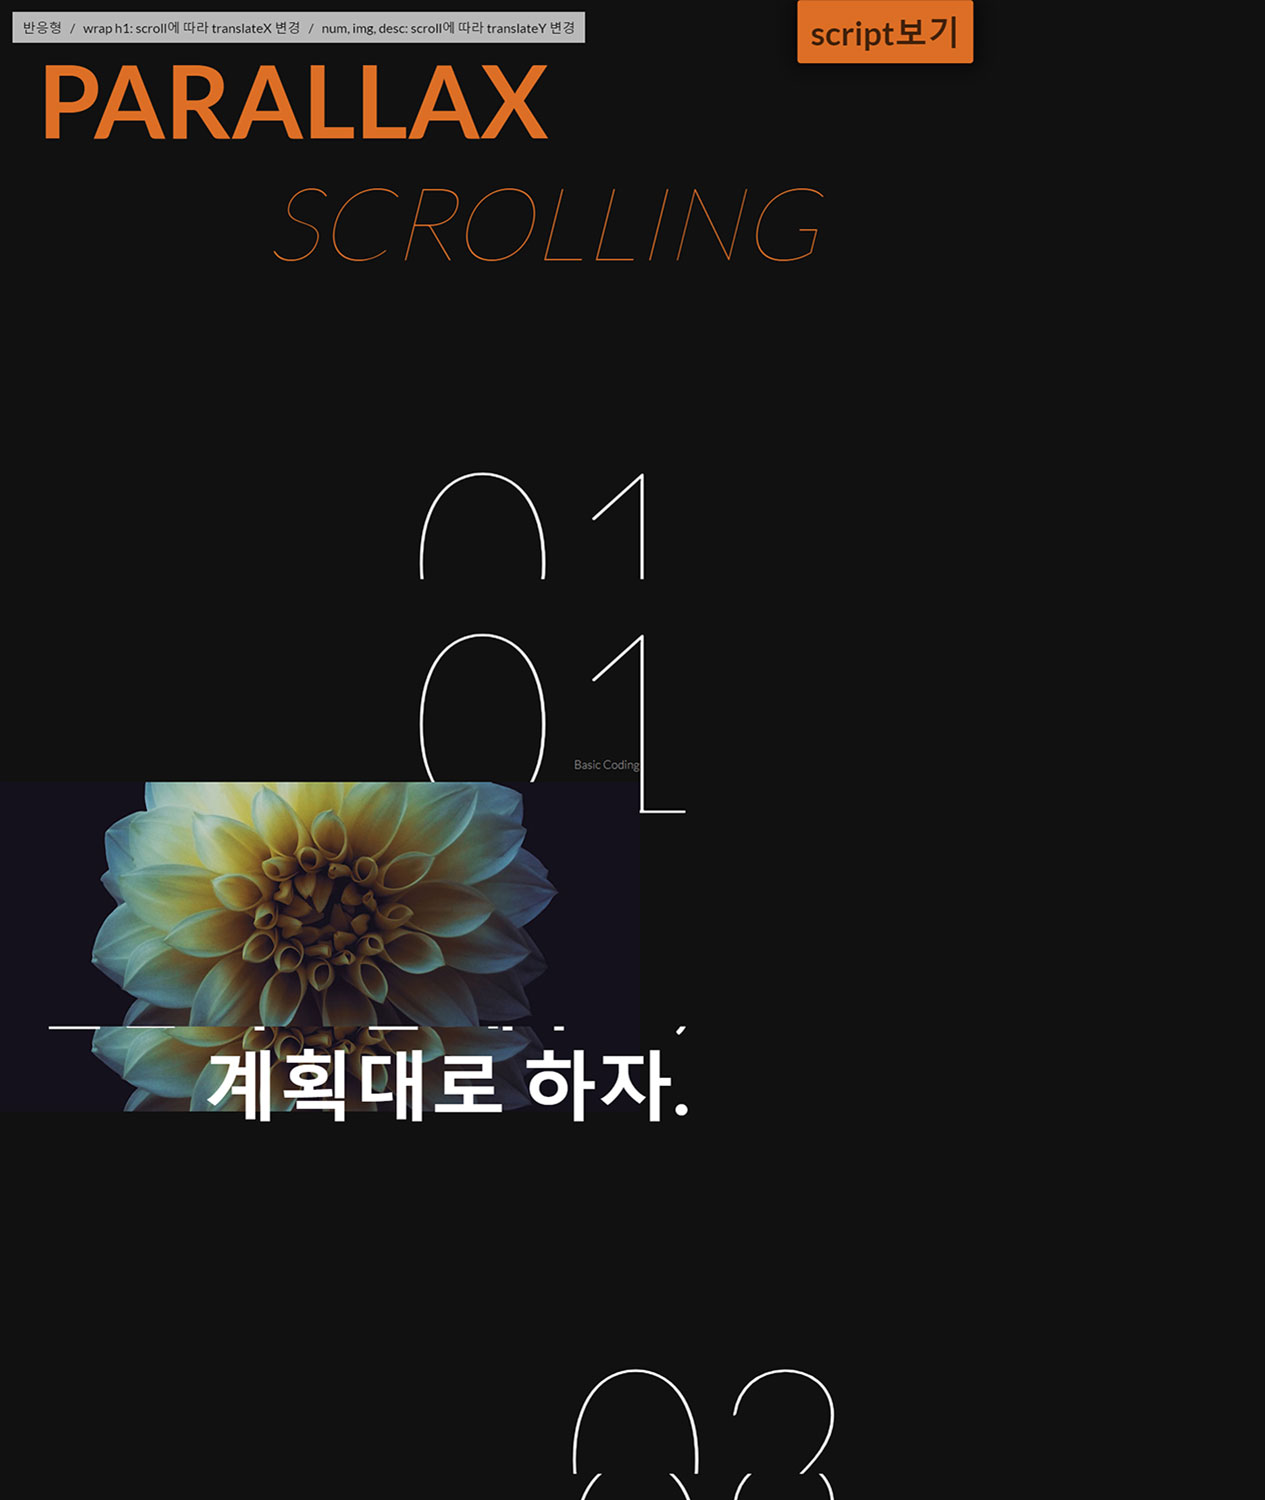 반응형 / wrap h1: scroll에 따라 translateX 변경 / num, img, desc: scroll에 따라 translateY 변경
script보기
PARALLAX
SCROLLING
01
01
Basic Coding
계획대로 하자.
02